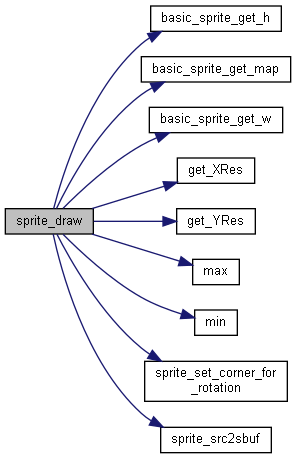 basic_sprite_get_h
basic_sprite_get_map
basic_sprite_get_w
get_XRes
sprite_draw
get_YRes
max
min
sprite_set_corner_for
_rotation
sprite_src2sbuf